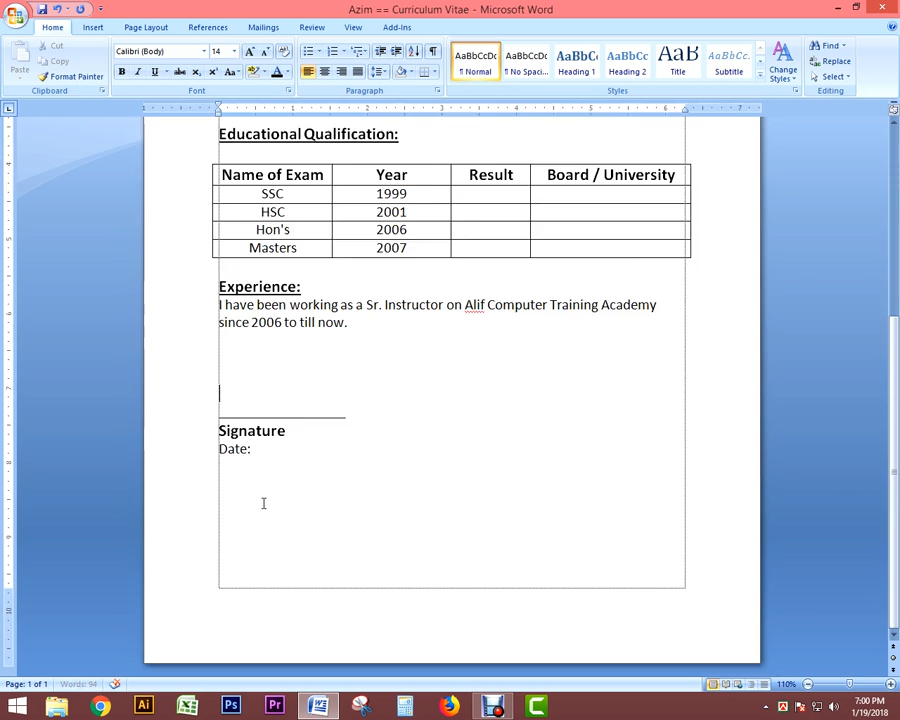 Azim == Curriculum Vitae - Microsoft Word
Home Insert Page Layout References Mailings Review View Add-Ins
Cut
Copy
Format Painter
Paste
Clipboard
Calibri (Body) 14
Font
Paragraph
AaBbCcDc AaBbCcDc AaBbCc AaBbCc AaB AaBbCc.
¶ Normal ¶ No Spaci... Heading 1 Heading 2 Title Subtitle
Change Styles
Styles
Find
Replace
Select
Editing
Educational Qualification:
Name of Exam Year Result Board / University
SSC 1999
HSC 2001
Hon's 2006
Masters 2007
Experience:
I have been working as a Sr. Instructor on Alif Computer Training Academy
since 2006 to till now.
Signature
Date:
Page: 1 of 1 Words: 94 110%
7:00 PM
1/19/2018